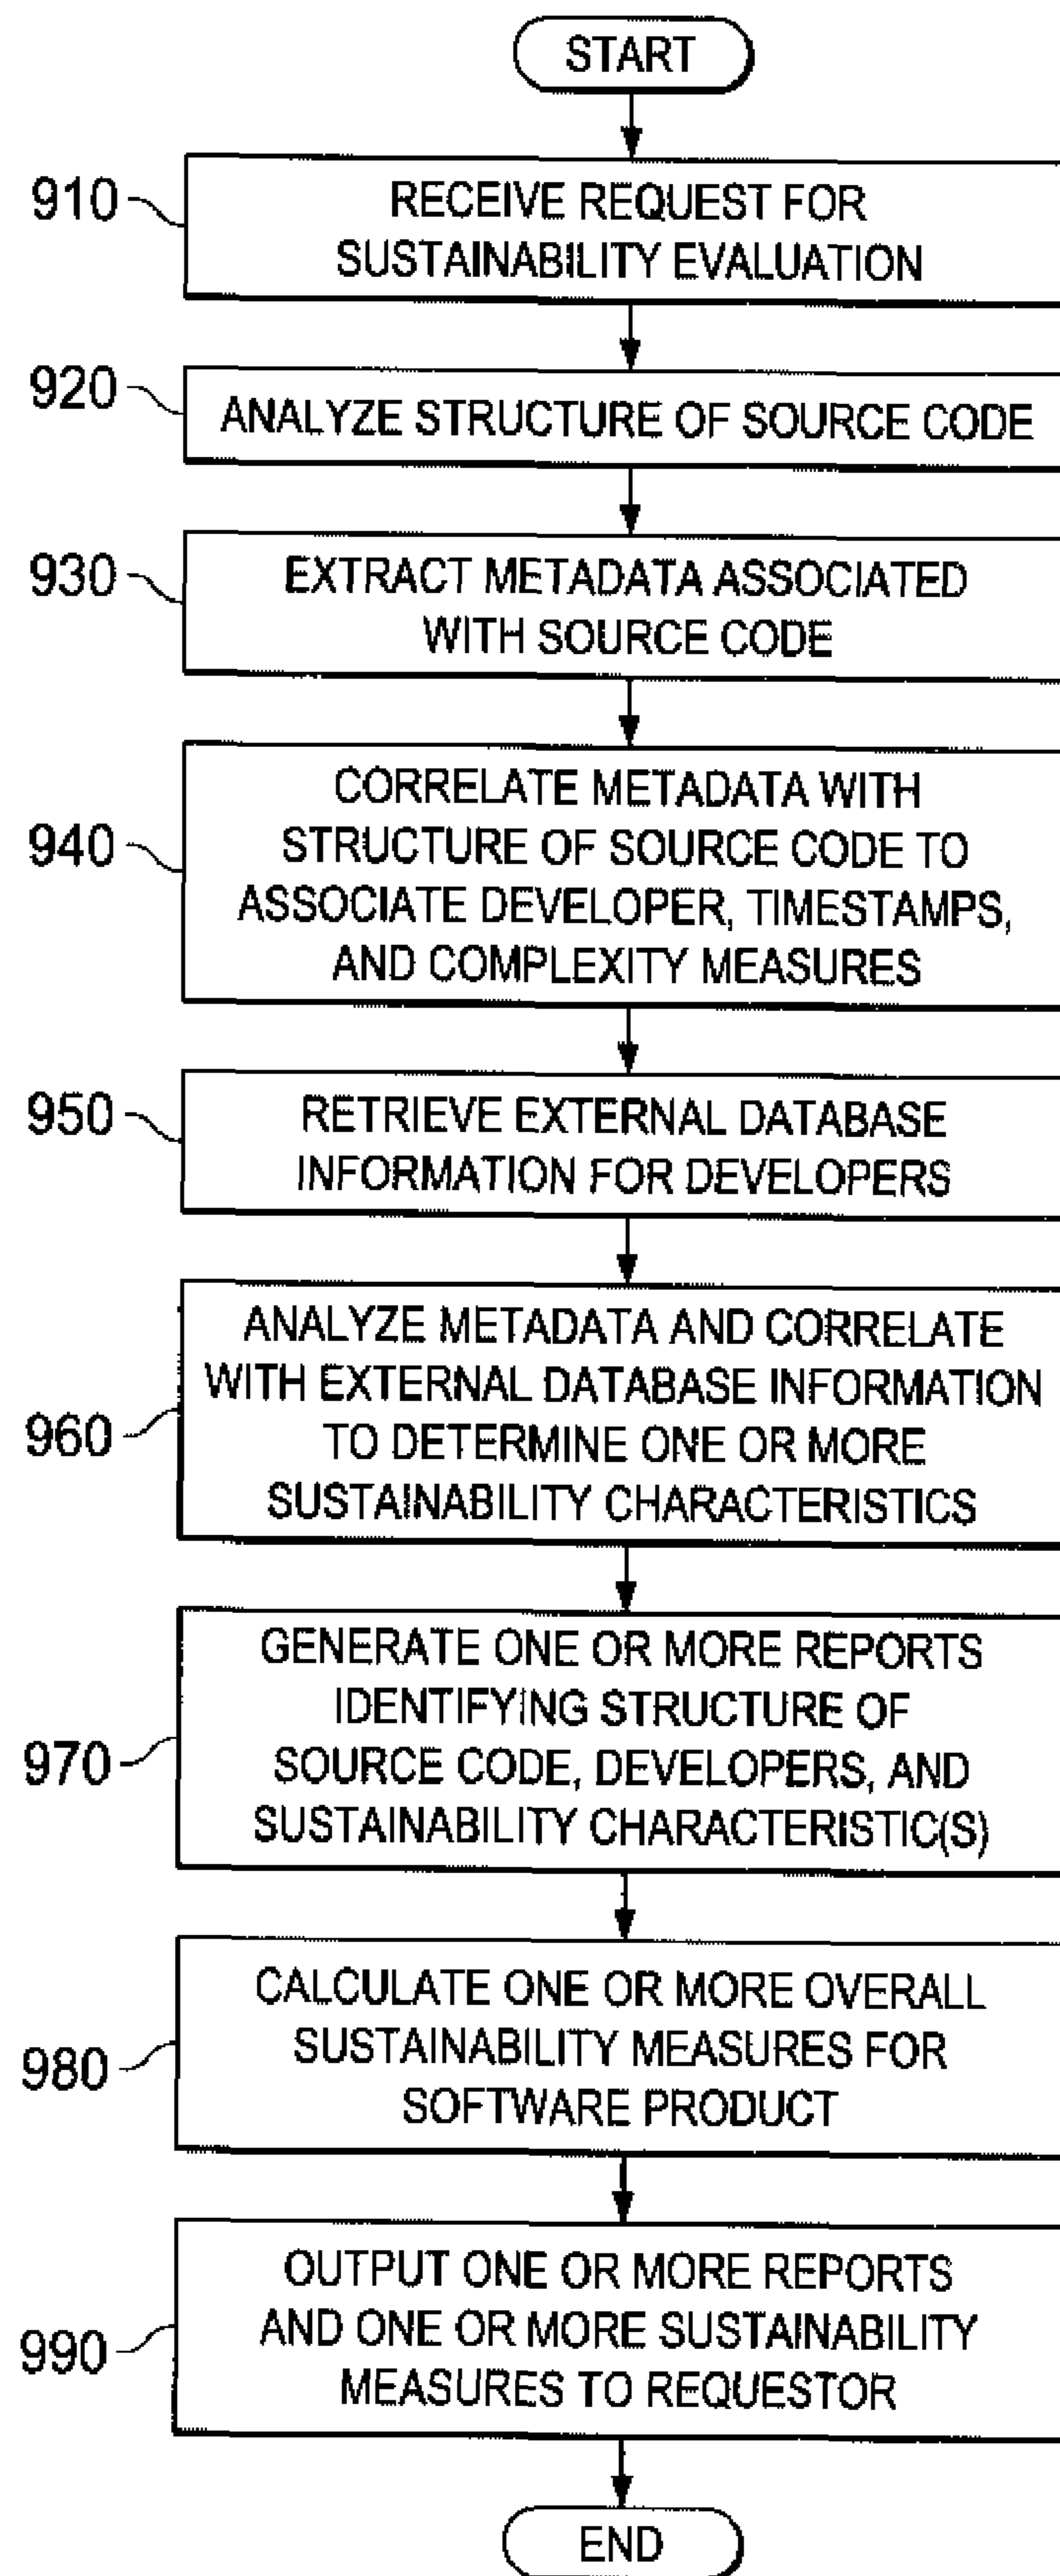 START
910
RECEIVE REQUEST FOR
SUSTAINABILITY EVALUATION
920
ANALYZE STRUCTURE OF SOURCE CODE
930
EXTRACT METADATA ASSOCIATED
WITH SOURCE CODE
940
CORRELATE METADATA WITH
STRUCTURE OF SOURCE CODE TO
ASSOCIATE DEVELOPER, TIMESTAMPS,
AND COMPLEXITY MEASURES
950
RETRIEVE EXTERNAL DATABASE
INFORMATION FOR DEVELOPERS
960
ANALYZE METADATA AND CORRELATE
WITH EXTERNAL DATABASE INFORMATION
TO DETERMINE ONE OR MORE
SUSTAINABILITY CHARACTERISTICS
970
GENERATE ONE OR MORE REPORTS
IDENTIFYING STRUCTURE OF
SOURCE CODE, DEVELOPERS, AND
SUSTAINABILITY CHARACTERISTIC(S)
980
CALCULATE ONE OR MORE OVERALL
SUSTAINABILITY MEASURES FOR
SOFTWARE PRODUCT
990
OUTPUT ONE OR MORE REPORTS
AND ONE OR MORE SUSTAINABILITY
MEASURES TO REQUESTOR
END